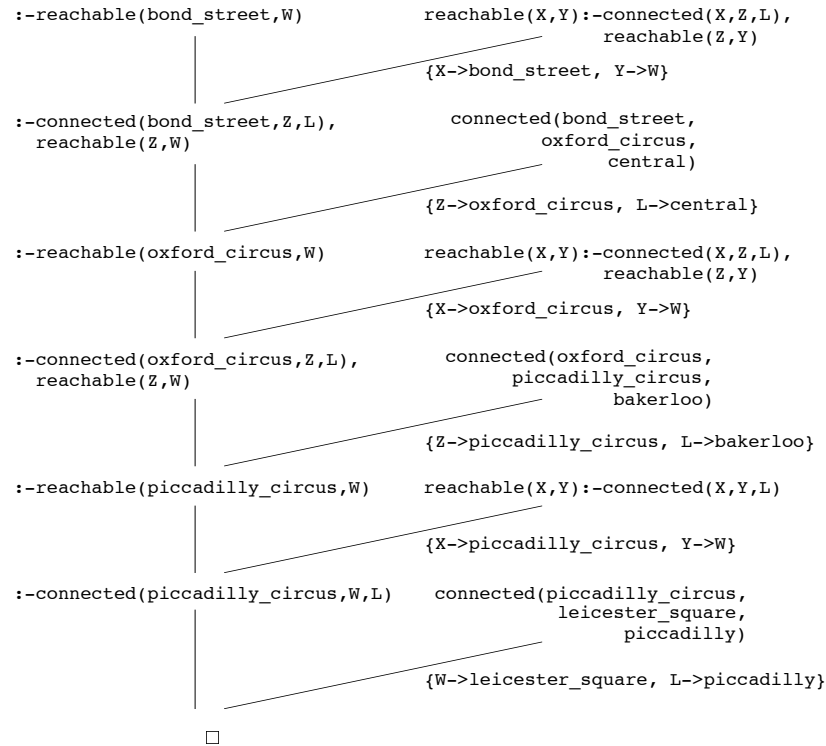 :-reachable(bond_street,W)
reachable(X,Y):-connected(X,Z,L),
reachable(Z,Y)
{X->bond_street, Y->W}
:-connected(bond_street,Z,L),
reachable(Z,W)
connected(bond_street,
oxford_circus,
central)
{Z->oxford_circus, L->central}
:-reachable(oxford_circus,W)
reachable(X,Y):-connected(X,Z,L),
reachable(Z,Y)
{X->oxford_circus, Y->W}
:-connected(oxford_circus,Z,L),
reachable(Z,W)
connected(oxford_circus,
piccadilly_circus,
bakerloo)
{Z->piccadilly_circus, L->bakerloo}
:-reachable(piccadilly_circus,W)
reachable(X,Y):-connected(X,Y,L)
{X->piccadilly_circus, Y->W}
:-connected(piccadilly_circus,W,L)
connected(piccadilly_circus,
leicester_square,
piccadilly)
{W->leicester_square, L->piccadilly}